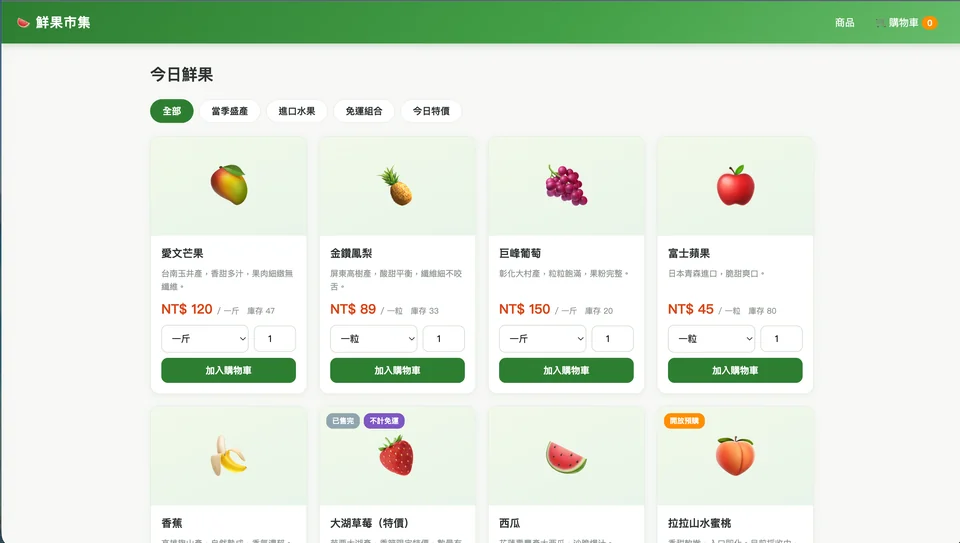 鮮果市集
商品
購物車 0
今日鮮果
全部
當季盛產
進口水果
免運組合
今日特價
愛文芒果
台南玉井產，香甜多汁，果肉細緻無
纖維。
NT$ 120 / 一斤 庫存 47
一斤 1
加入購物車
金鑽鳳梨
屏東高樹產，酸甜平衡，纖維細不咬
舌。
NT$ 89 / 一粒 庫存 33
一粒 1
加入購物車
巨峰葡萄
彰化大村產，粒粒飽滿，果粉完整。
NT$ 150 / 一斤 庫存 20
一斤 1
加入購物車
富士蘋果
日本青森進口，脆甜爽口。
NT$ 45 / 一粒 庫存 80
一粒 1
加入購物車
香蕉
已售完
不計免運
大湖草莓（特價）
西瓜
開放預購
拉拉山水蜜桃